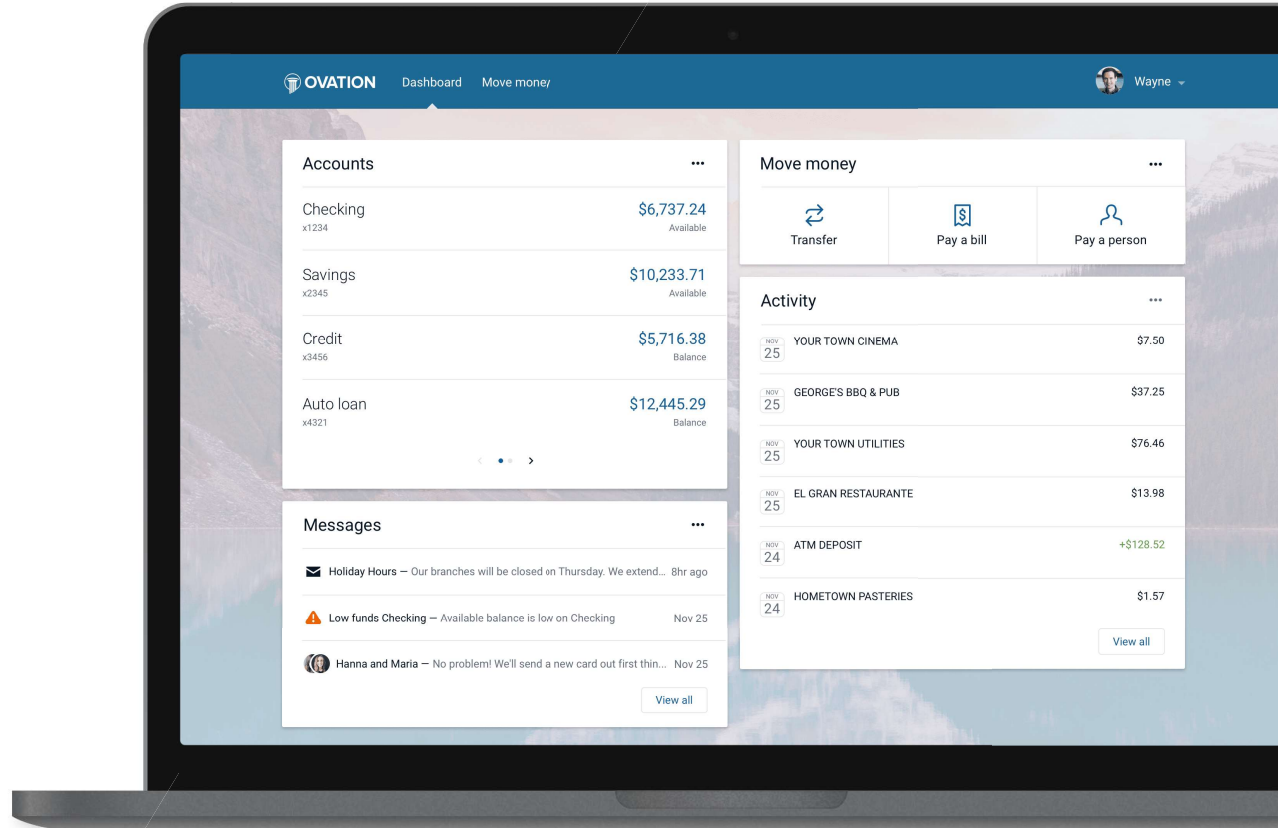 OVATION Dashboard Move money Wayne
Accounts
Checking $6,737.24
x1234 Available
Savings $10,233.71
x2345 Available
Credit $5,716.38
x3456 Balance
Auto loan $12,445.29
x4321 Balance
Messages
Holiday Hours — Our branches will be closed on Thursday. We extend... 8hr ago
Low funds Checking — Available balance is low on Checking Nov 25
Hanna and Maria — No problem! We'll send a new card out first thin... Nov 25
View all
Move money
Transfer Pay a bill Pay a person
Activity
NOV 25 YOUR TOWN CINEMA $7.50
NOV 25 GEORGE'S BBQ & PUB $37.25
NOV 25 YOUR TOWN UTILITIES $76.46
NOV 25 EL GRAN RESTAURANTE $13.98
NOV 24 ATM DEPOSIT +$128.52
NOV 24 HOMETOWN PASTERIES $1.57
View all